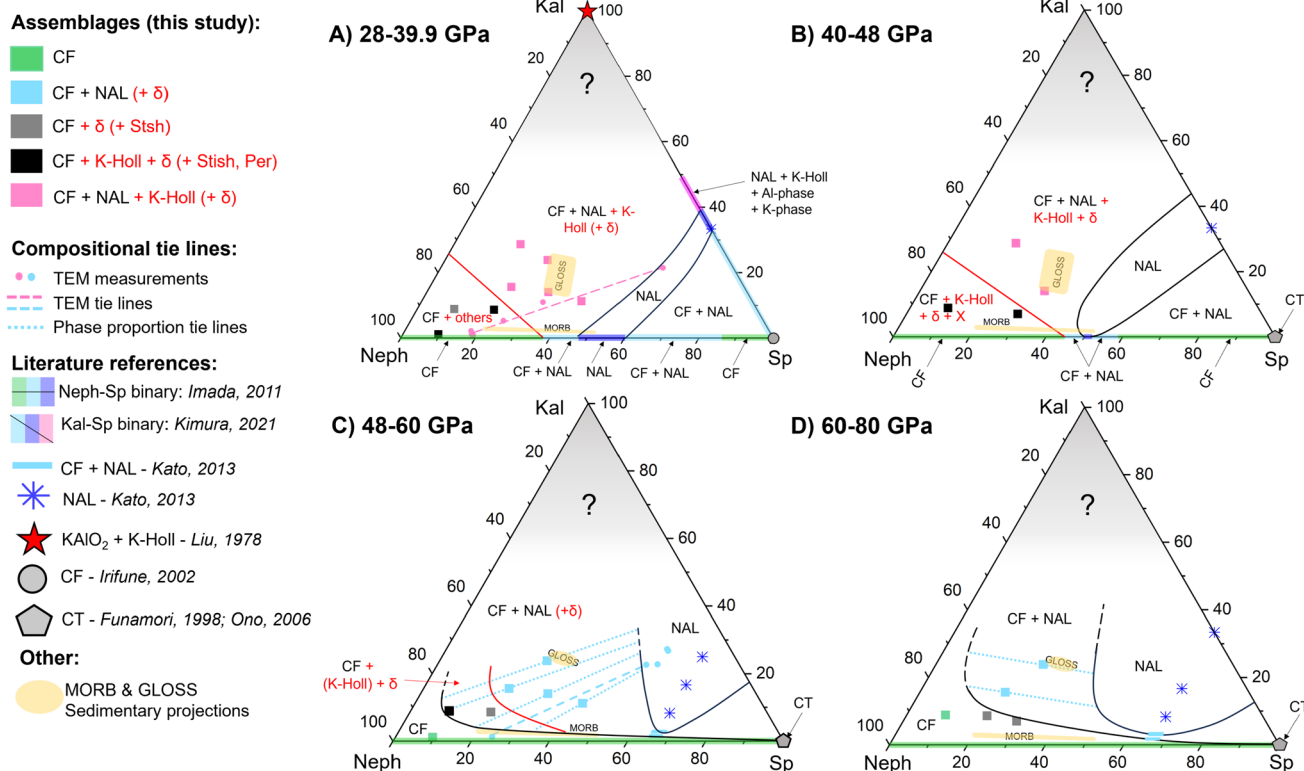 Assemblages (this study):
CF
CF + NAL (+ δ)
CF + δ (+ Stsh)
CF + K-Holl + δ (+ Stish, Per)
CF + NAL + K-Holl (+ δ)
Compositional tie lines:
TEM measurements
TEM tie lines
Phase proportion tie lines
Literature references:
Neph-Sp binary: Imada, 2011
Kal-Sp binary: Kimura, 2021
CF + NAL - Kato, 2013
NAL - Kato, 2013
KAlO₂ + K-Holl - Liu, 1978
CF - Irifune, 2002
CT - Funamori, 1998; Ono, 2006
Other:
MORB & GLOSS
Sedimentary projections
A) 28-39.9 GPa
Kal
100
20
80
?
40
60
NAL + K-Holl
+ Al-phase
+ K-phase
60
40
CF + NAL + K-
Holl (+ δ)
GLOSS
80
20
NAL
CF + others
CF + NAL
MORB
100
Neph
20
40
60
80
Sp
CF
CF + NAL
NAL
CF + NAL
CF
B) 40-48 GPa
Kal
100
20
80
?
40
60
60
40
CF + NAL +
K-Holl + δ
GLOSS
NAL
80
20
CF + K-Holl
+ δ + X
CF + NAL
MORB
CT
100
Neph
20
40
60
80
Sp
CF
CF + NAL
CF
C) 48-60 GPa
Kal
100
20
80
?
40
60
60
40
CF + NAL (+δ)
NAL
GLOSS
CF +
(K-Holl) + δ
80
20
CT
CF
MORB
100
Neph
20
40
60
80
Sp
D) 60-80 GPa
Kal
100
20
80
?
40
60
60
40
CF + NAL
NAL
GLOSS
80
20
CT
CF
MORB
100
Neph
20
40
60
80
Sp